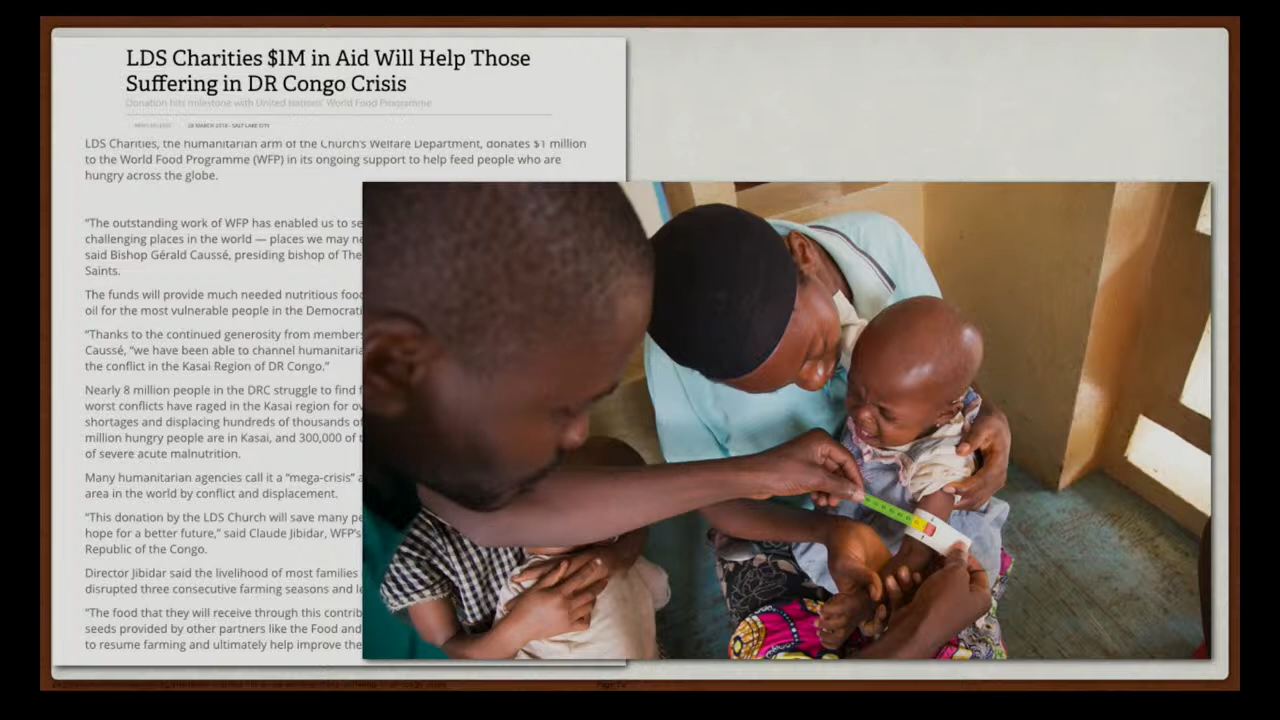 LDS Charities $1M in Aid Will Help Those
Suffering in DR Congo Crisis
Donation hits milestone with United Nations' World Food Programme
28 MARCH 2018 - SALT LAKE CITY
LDS Charities, the humanitarian arm of the Church's Welfare Department, donates $1 million
to the World Food Programme (WFP) in its ongoing support to help feed people who are
hungry across the globe.
"The outstanding work of WFP has enabled us to se
challenging places in the world — places we may ne
said Bishop Gérald Caussé, presiding bishop of The
Saints.
The funds will provide much needed nutritious food
oil for the most vulnerable people in the Democrati
"Thanks to the continued generosity from members
Caussé, "we have been able to channel humanitaria
the conflict in the Kasai Region of DR Congo."
Nearly 8 million people in the DRC struggle to find f
worst conflicts have raged in the Kasai region for ov
shortages and displacing hundreds of thousands of
million hungry people are in Kasai, and 300,000 of t
of severe acute malnutrition.
Many humanitarian agencies call it a "mega-crisis" a
area in the world by conflict and displacement.
"This donation by the LDS Church will save many pe
hope for a better future," said Claude Jibidar, WFP's
Republic of the Congo.
Director Jibidar said the livelihood of most families
disrupted three consecutive farming seasons and le
"The food that they will receive through this contrib
seeds provided by other partners like the Food and
to resume farming and ultimately help improve the